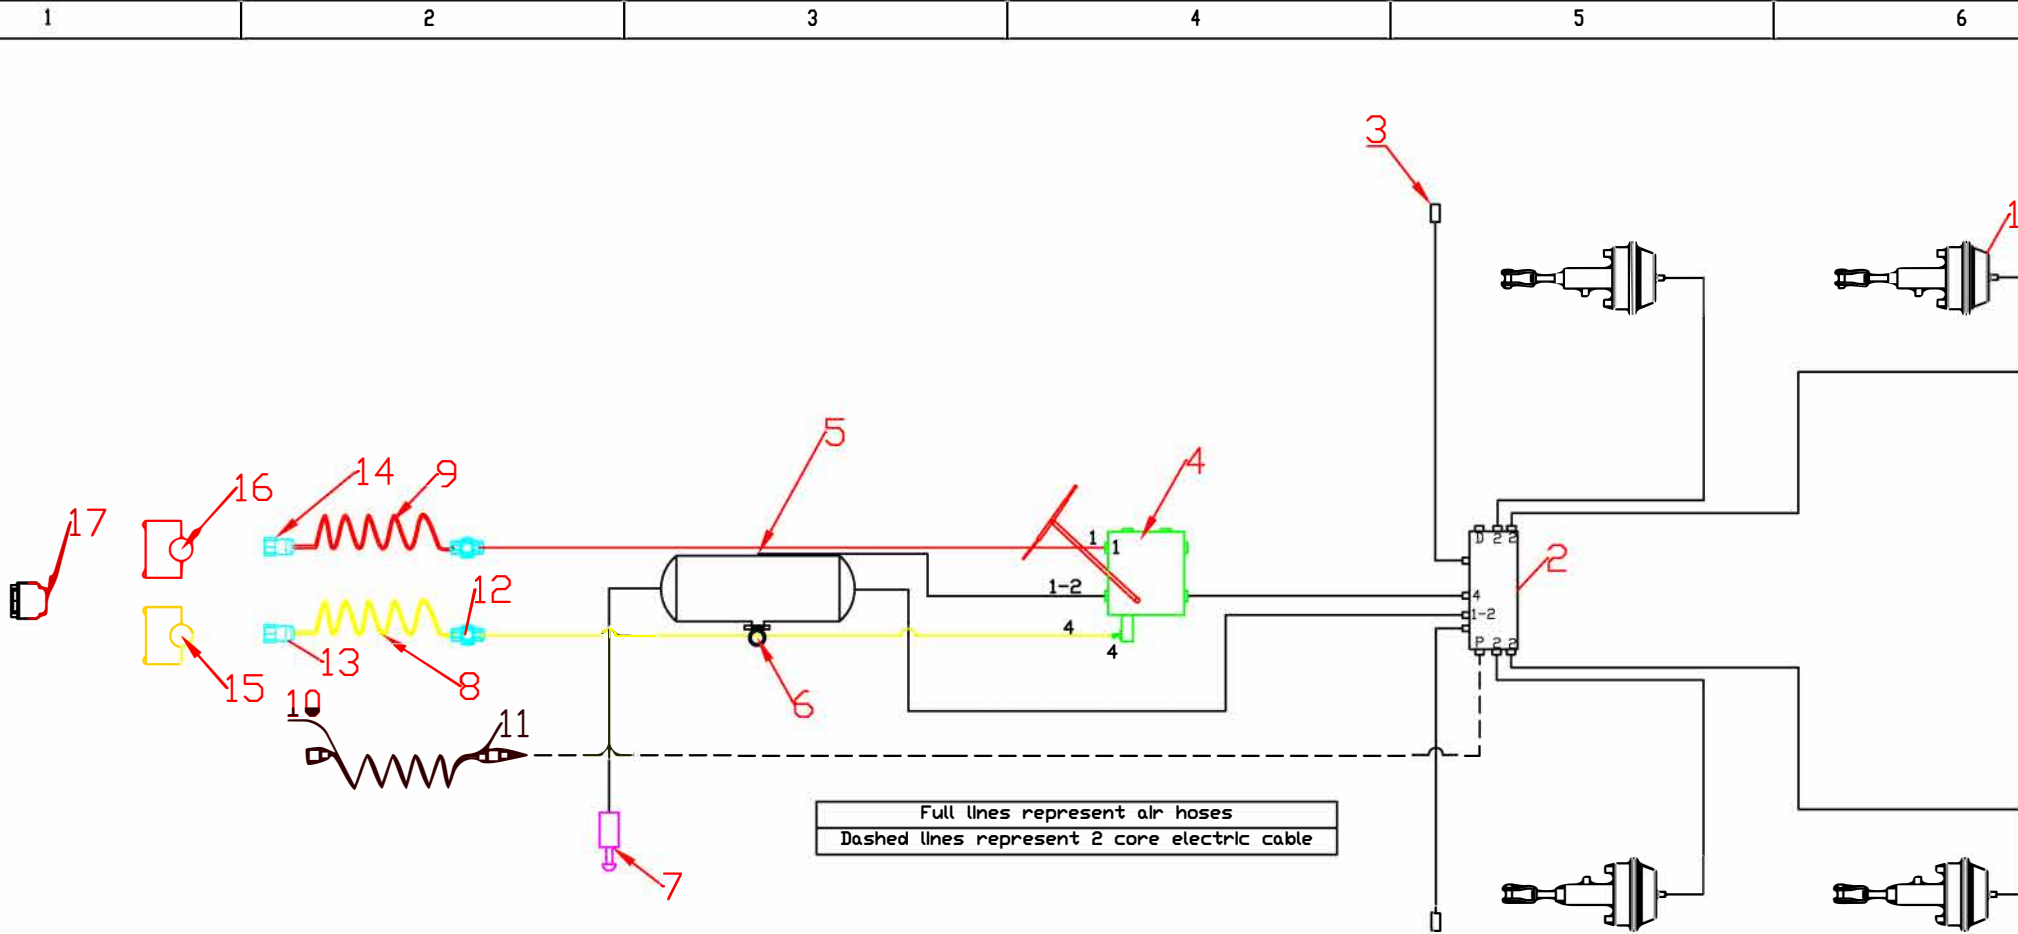 1 2 3 4 5 6
3
1
5
14 9 4
16
17 1 1 D 2 2 2
12 1-2 4
1-2
4 P 2 2
13 4
15 8 6
10
11
Full lines represent air hoses
Dashed lines represent 2 core electric cable
7